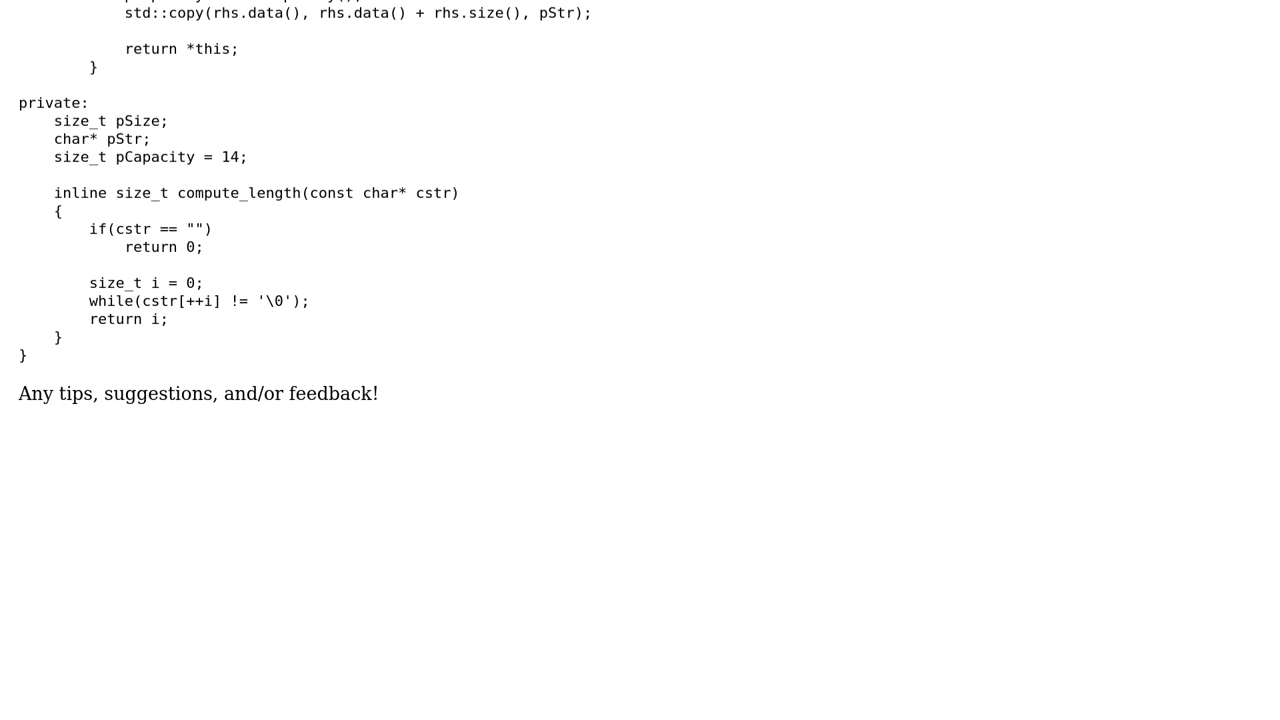 std::copy(rhs.data(), rhs.data() + rhs.size(), pStr);
return *this;
}
private:
size_t pSize;
char* pStr;
size_t pCapacity = 14;
inline size_t compute_length(const char* cstr)
{
if(cstr == "")
return 0;
size_t i = 0;
while(cstr[++i] != '\0');
return i;
}
}
Any tips, suggestions, and/or feedback!